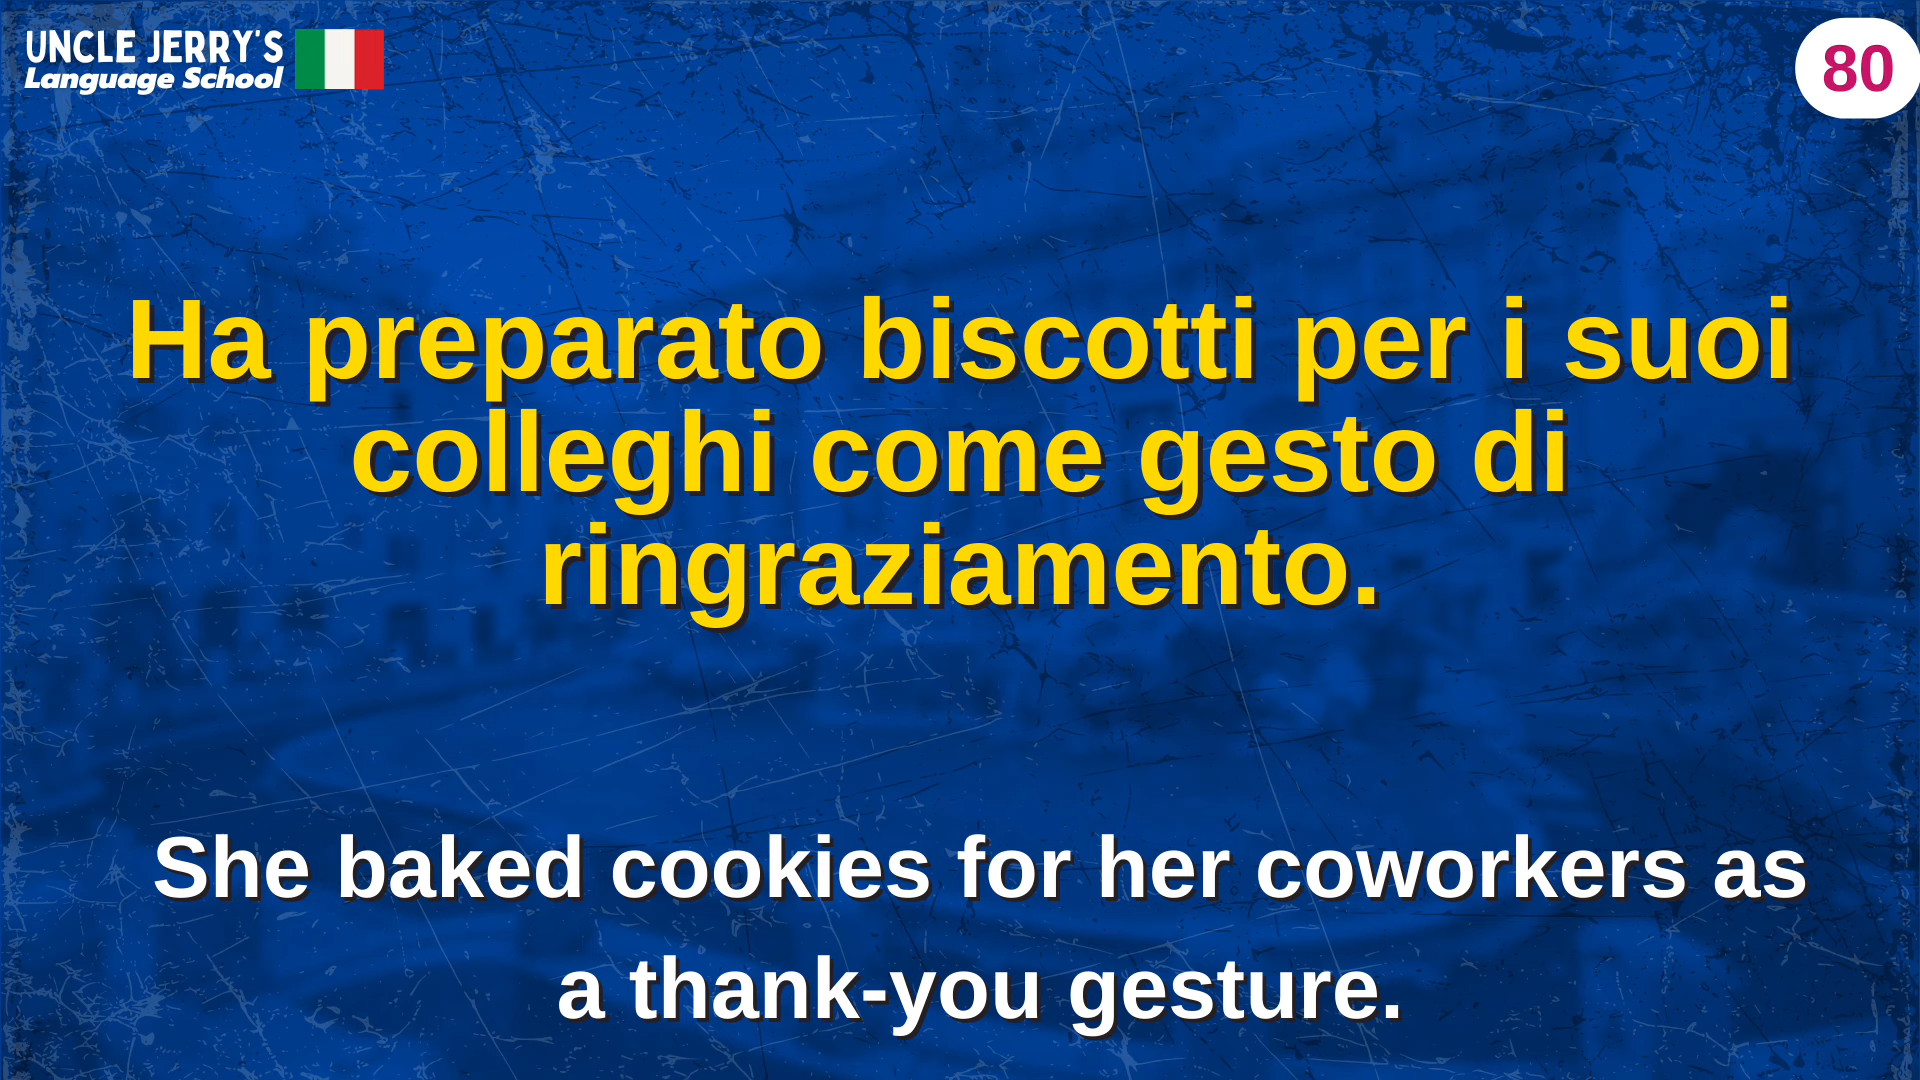 UNCLE JERRY'S
Language School
80
Ha preparato biscotti per i suoi
colleghi come gesto di
ringraziamento.
She baked cookies for her coworkers as
a thank-you gesture.